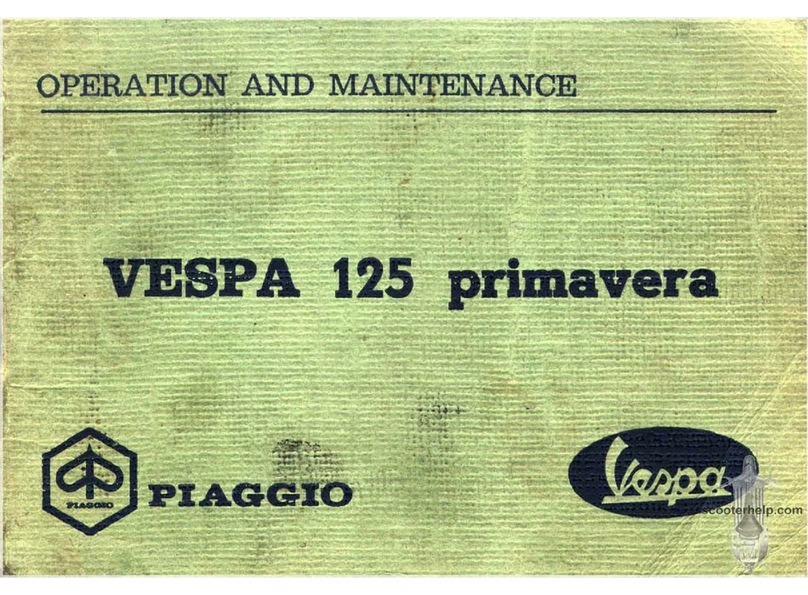 OPERATION AND MAINTENANCE
VESPA 125 primavera
PIAGGIO
PIAGGIO
Vespa
scooterhelp.com